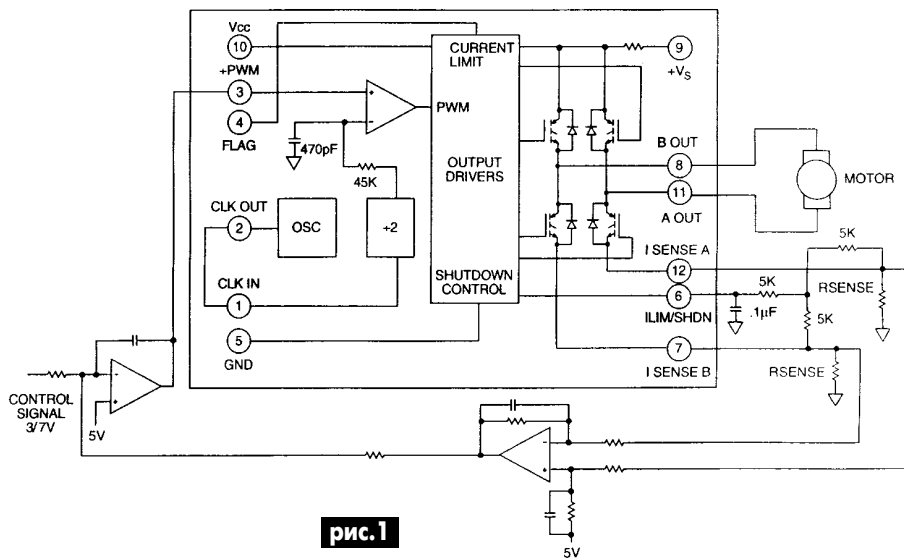 Vcc
10
+PWM
3
4
FLAG
470pF
45K
CLK OUT
2
OSC
÷2
CLK IN
1
5
GND
CURRENT
LIMIT
PWM
OUTPUT
DRIVERS
SHUTDOWN
CONTROL
9
+VS
B OUT
8
11
A OUT
MOTOR
I SENSE A
12
5K
5K
RSENSE
6
ILIM/SHDN
.1µF
5K
7
I SENSE B
RSENSE
CONTROL
SIGNAL
3/7V
5V
5V
рис.1